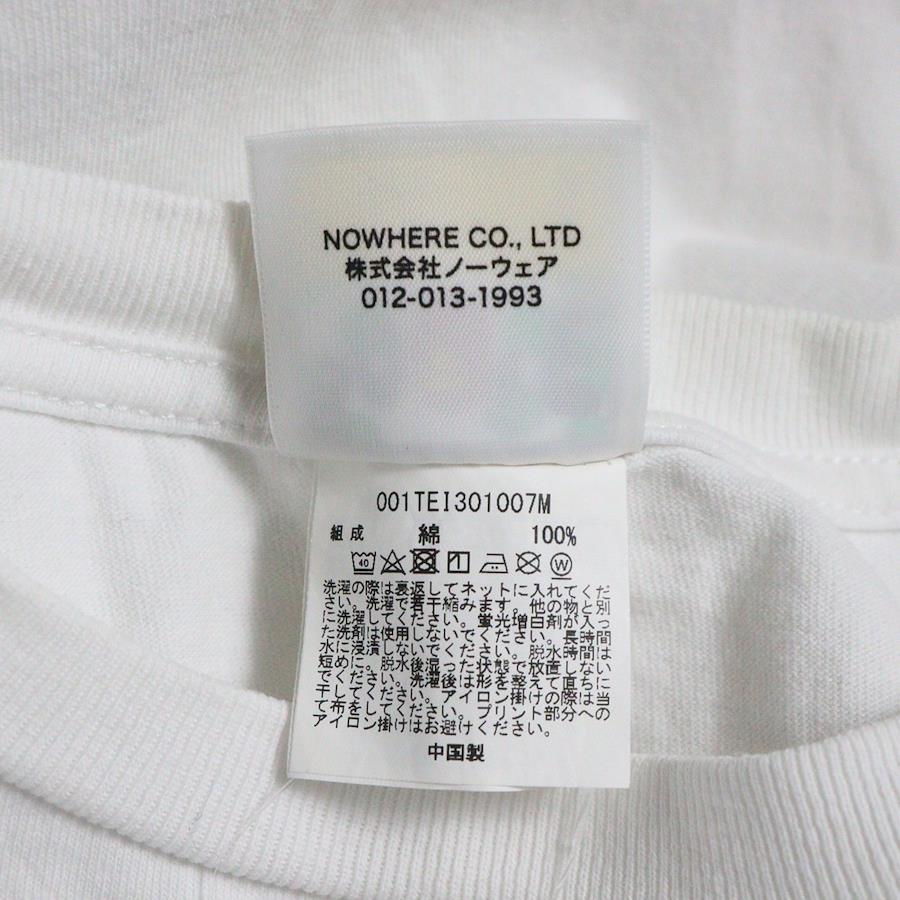 NOWHERE CO., LTD
株式会社ノーウェア
012-013-1993
001TEI301007M
組成 綿 100%
40 W
洗濯の際は裏返してネットに入れてくだ
さい。洗濯で若干縮みます。他の物と別
に洗濯してください。蛍光増白剤が入っ
た洗剤は使用しないでください。長時間
水に浸漬しないでください。脱水時間は
短めに。脱水後湿った状態で放置しない
でください。洗濯後は形を整えて直ちに
干してください。アイロン掛けの際は当
て布をしてください。プリント部分への
アイロン掛けはお避けください。
中国製